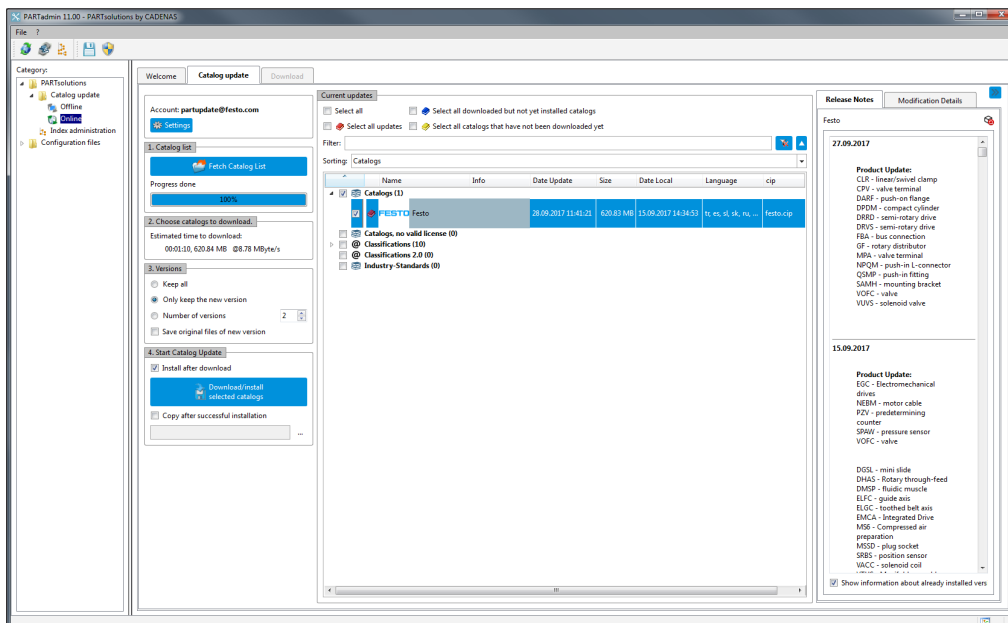 PARTadmin 11.00 - PARTsolutions by CADENAS
File ?
Category:
PARTsolutions
Catalog update
Offline
Online
Index administration
Configuration files
Welcome
Catalog update
Download
Account: partupdate@festo.com
Settings
1. Catalog list
Fetch Catalog List
Progress done
100%
2. Choose catalogs to download.
Estimated time to download:
00:01:10, 620.84 MB @8.78 MByte/s
3. Versions
Keep all
Only keep the new version
Number of versions 2
Save original files of new version
4. Start Catalog Update
Install after download
Download/install
selected catalogs
Copy after successful installation
...
Current updates
Select all
Select all downloaded but not yet installed catalogs
Select all updates
Select all catalogs that have not been downloaded yet
Filter:
Sorting: Catalogs
Name Info Date Update Size Date Local Language cip
Catalogs (1)
FESTO Festo 28.09.2017 11:41:21 620.83 MB 15.09.2017 14:34:53 tr, es, sl, sk, ru, ... festo.cip
Catalogs, no valid license (0)
@ Classifications (10)
@ Classifications 2.0 (0)
Industry-Standards (0)
Release Notes
Modification Details
Festo
27.09.2017
Product Update:
CLR - linear/swivel clamp
CPV - valve terminal
DARF - push-on flange
DPDM - compact cylinder
DRRD - semi-rotary drive
DRVS - semi-rotary drive
FBA - bus connection
GF - rotary distributor
MPA - valve terminal
NPQM - push-in L-connector
QSMP - push-in fitting
SAMH - mounting bracket
VOFC - valve
VUVS - solenoid valve
15.09.2017
Product Update:
EGC - Electromechanical
drives
NEBM - motor cable
PZV - predetermining
counter
SPAW - pressure sensor
VOFC - valve
DGSL - mini slide
DHAS - Rotary through-feed
DMSP - fluidic muscle
ELFC - guide axis
ELGC - toothed belt axis
EMCA - Integrated Drive
MS6 - Compressed air
preparation
MSSD - plug socket
SRBS - position sensor
VACC - solenoid coil
Show information about already installed vers